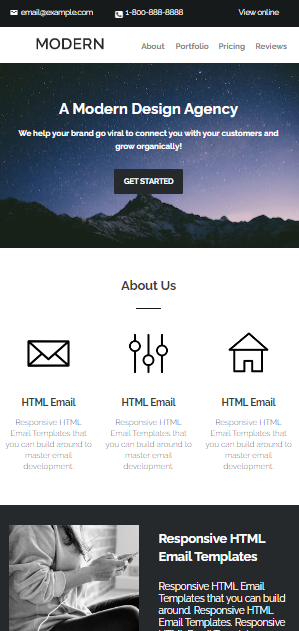 email@example.com 1-800-888-8888 View online
MODERN
About Portfolio Pricing Reviews
A Modern Design Agency
We help your brand go viral to connect you with your customers and
grow organically!
GET STARTED
About Us
HTML Email HTML Email HTML Email
Responsive HTML Responsive HTML Responsive HTML
Email Templates that Email Templates that Email Templates that
you can build around to you can build around to you can build around to
master email master email master email
development. development. development.
Responsive HTML
Email Templates
Responsive HTML Email
Templates that you can build
around. Responsive HTML
Email Templates. Responsive